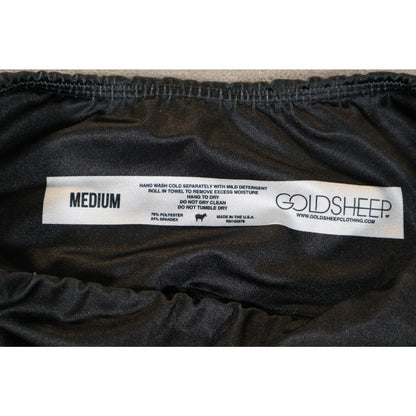 MEDIUM
HAND WASH COLD SEPARATELY WITH MILD DETERGENT
ROLL IN TOWEL TO REMOVE EXCESS MOISTURE
HANG TO DRY
DO NOT DRY CLEAN
DO NOT TUMBLE DRY
76% POLYESTER
24% SPANDEX
MADE IN THE U.S.A.
GOLDSHEEP
WWW.GOLDSHEEPCLOTHING.COM